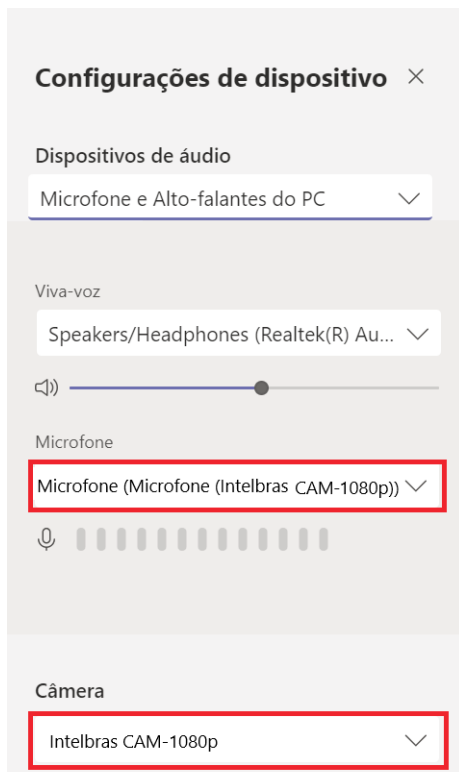 Configurações de dispositivo
Dispositivos de áudio
Microfone e Alto-falantes do PC
Viva-voz
Speakers/Headphones (Realtek(R) Au...
Microfone
Microfone (Microfone (Intelbras CAM-1080p))
Câmera
Intelbras CAM-1080p